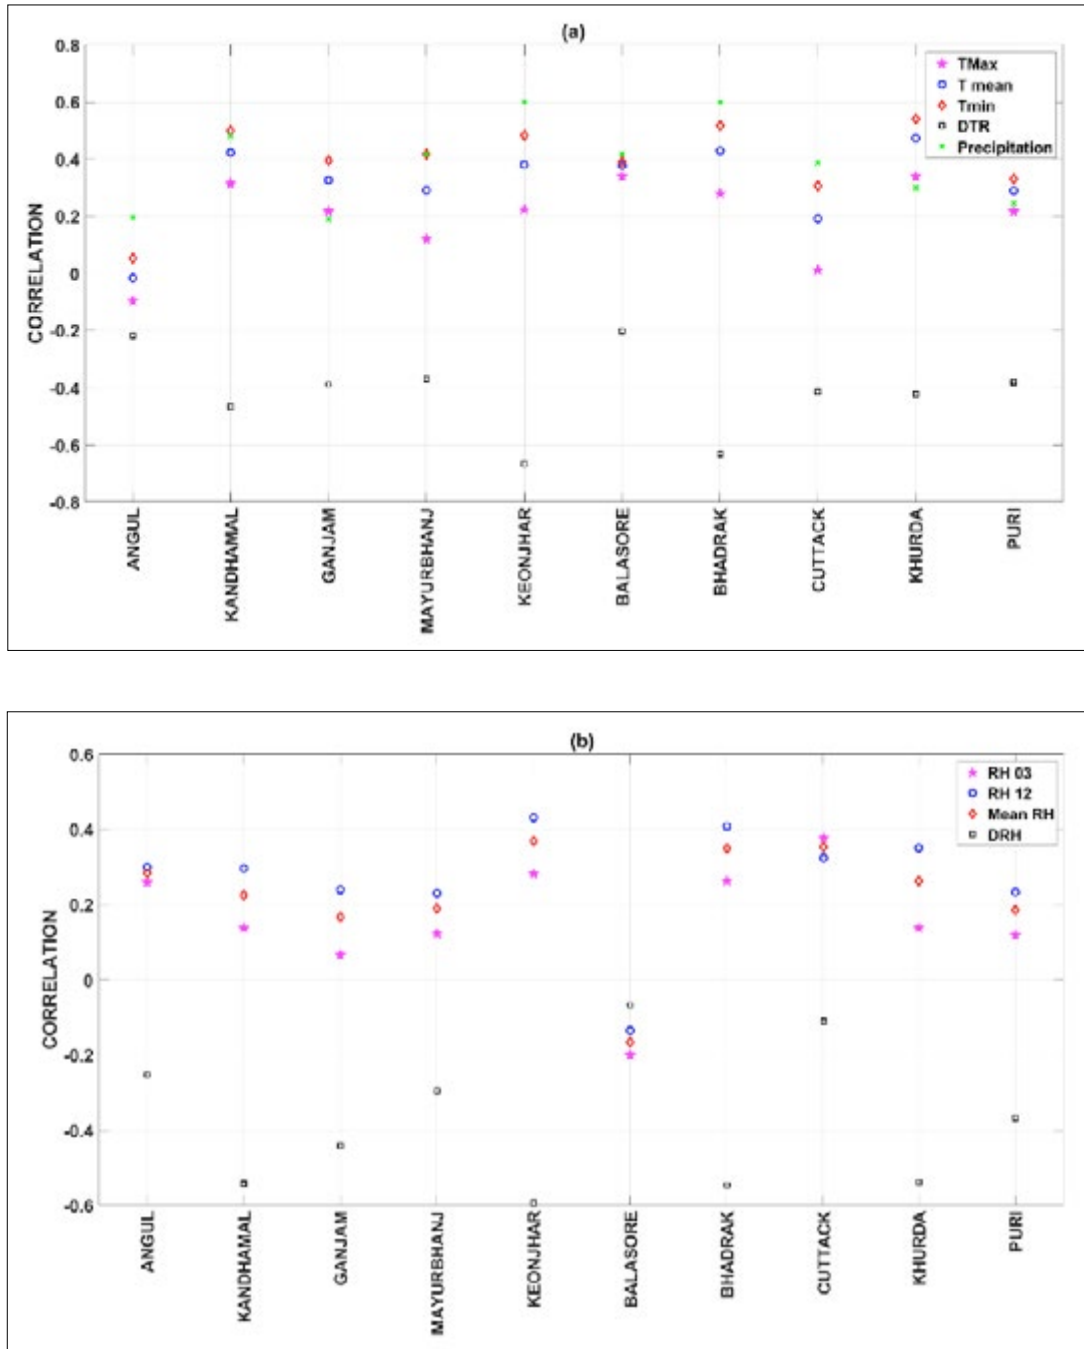 (a)
0.8
0.6
0.4
0.2
0
-0.2
-0.4
-0.6
-0.8
CORRELATION
TMax
T mean
Tmin
DTR
Precipitation
ANGUL
KANDHAMAL
GANJAM
MAYURBHANJ
KEONJHAR
BALASORE
BHADRAK
CUTTACK
KHURDA
PURI
(b)
0.6
0.4
0.2
0
-0.2
-0.4
-0.6
CORRELATION
RH 03
RH 12
Mean RH
DRH
ANGUL
KANDHAMAL
GANJAM
MAYURBHANJ
KEONJHAR
BALASORE
BHADRAK
CUTTACK
KHURDA
PURI